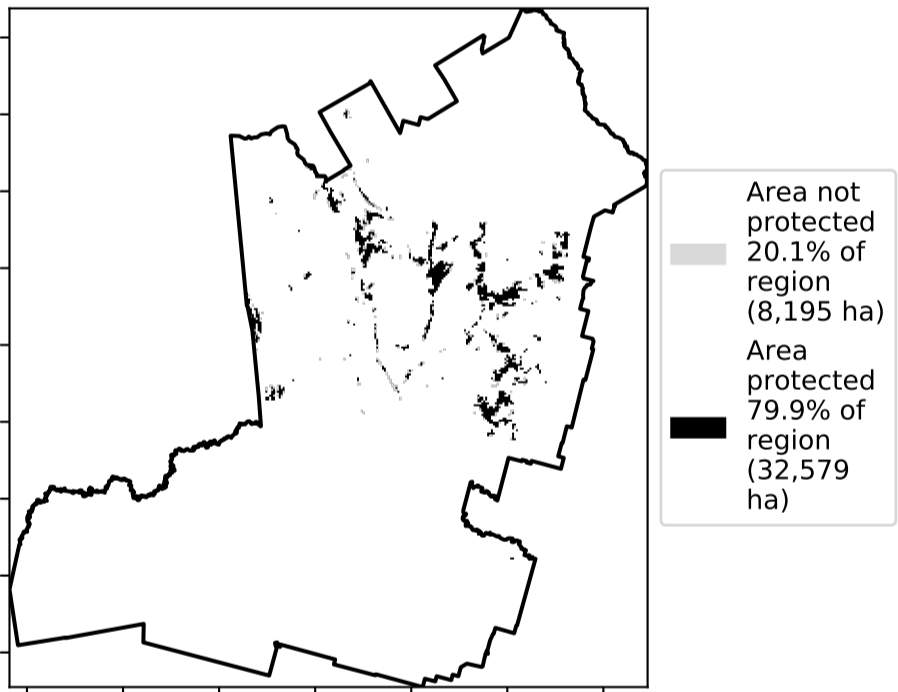 Area not
protected
20.1% of
region
(8,195 ha)
Area
protected
79.9% of
region
(32,579
ha)